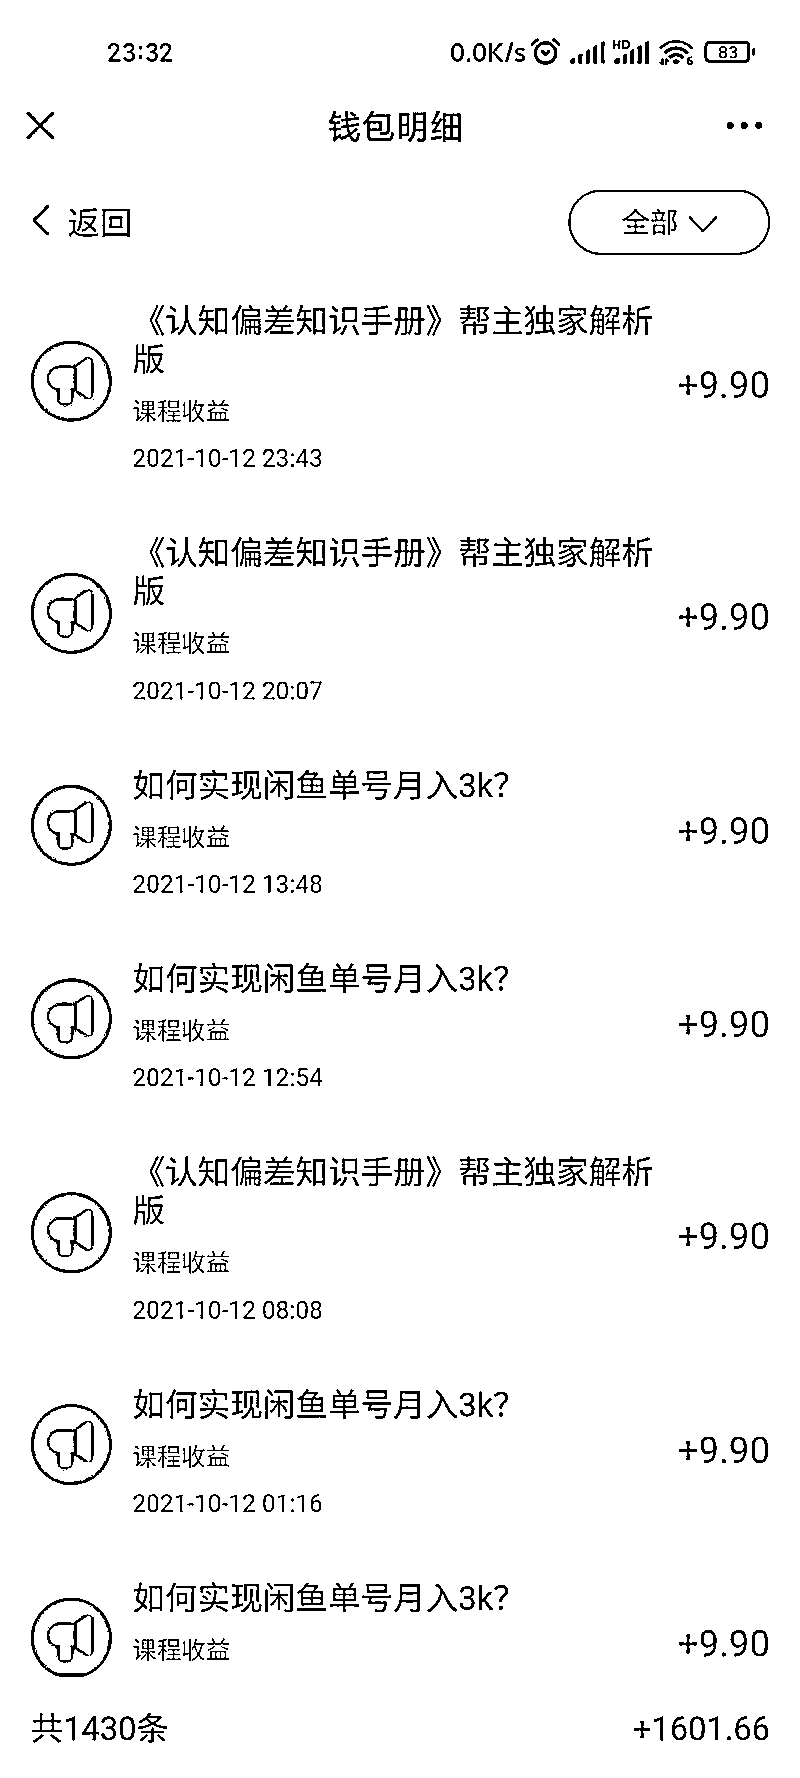 23:32 0.0K/s HD 6 83
钱包明细
返回 全部
《认知偏差知识手册》帮主独家解析
版
+9.90
课程收益
2021-10-12 23:43
《认知偏差知识手册》帮主独家解析
版
+9.90
课程收益
2021-10-12 20:07
如何实现闲鱼单号月入3k?
+9.90
课程收益
2021-10-12 13:48
如何实现闲鱼单号月入3k?
+9.90
课程收益
2021-10-12 12:54
《认知偏差知识手册》帮主独家解析
版
+9.90
课程收益
2021-10-12 08:08
如何实现闲鱼单号月入3k?
+9.90
课程收益
2021-10-12 01:16
如何实现闲鱼单号月入3k?
+9.90
课程收益
共1430条 +1601.66